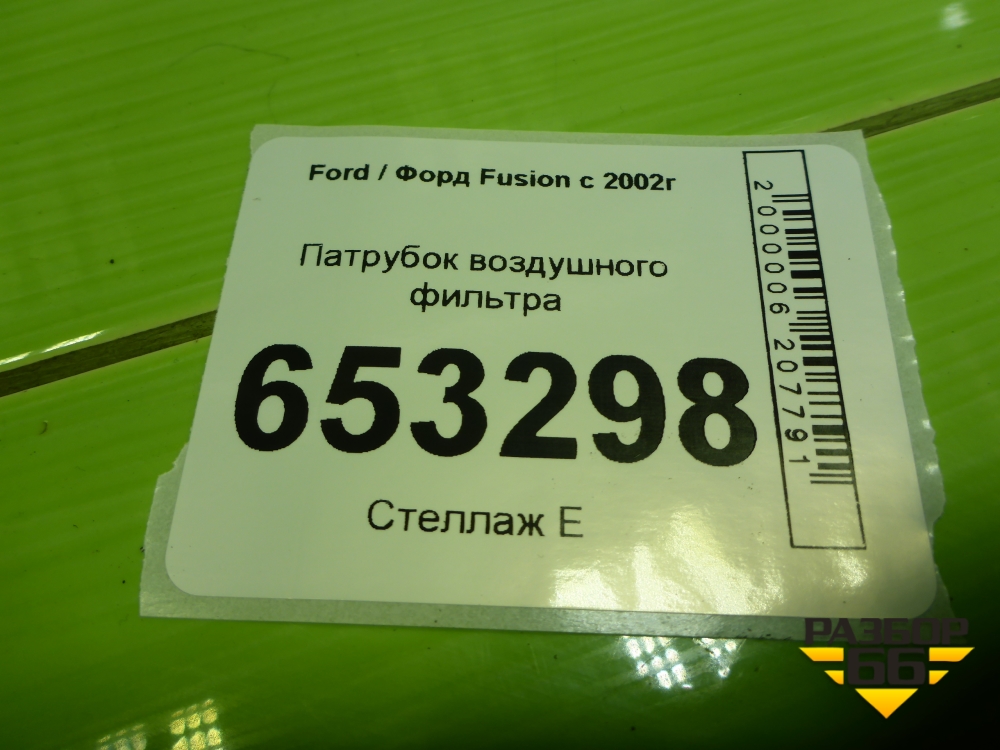 Ford / Форд Fusion с 2002г
Патрубок воздушного
фильтра
653298
Стеллаж Е
2000006207791
РАЗБОР
66